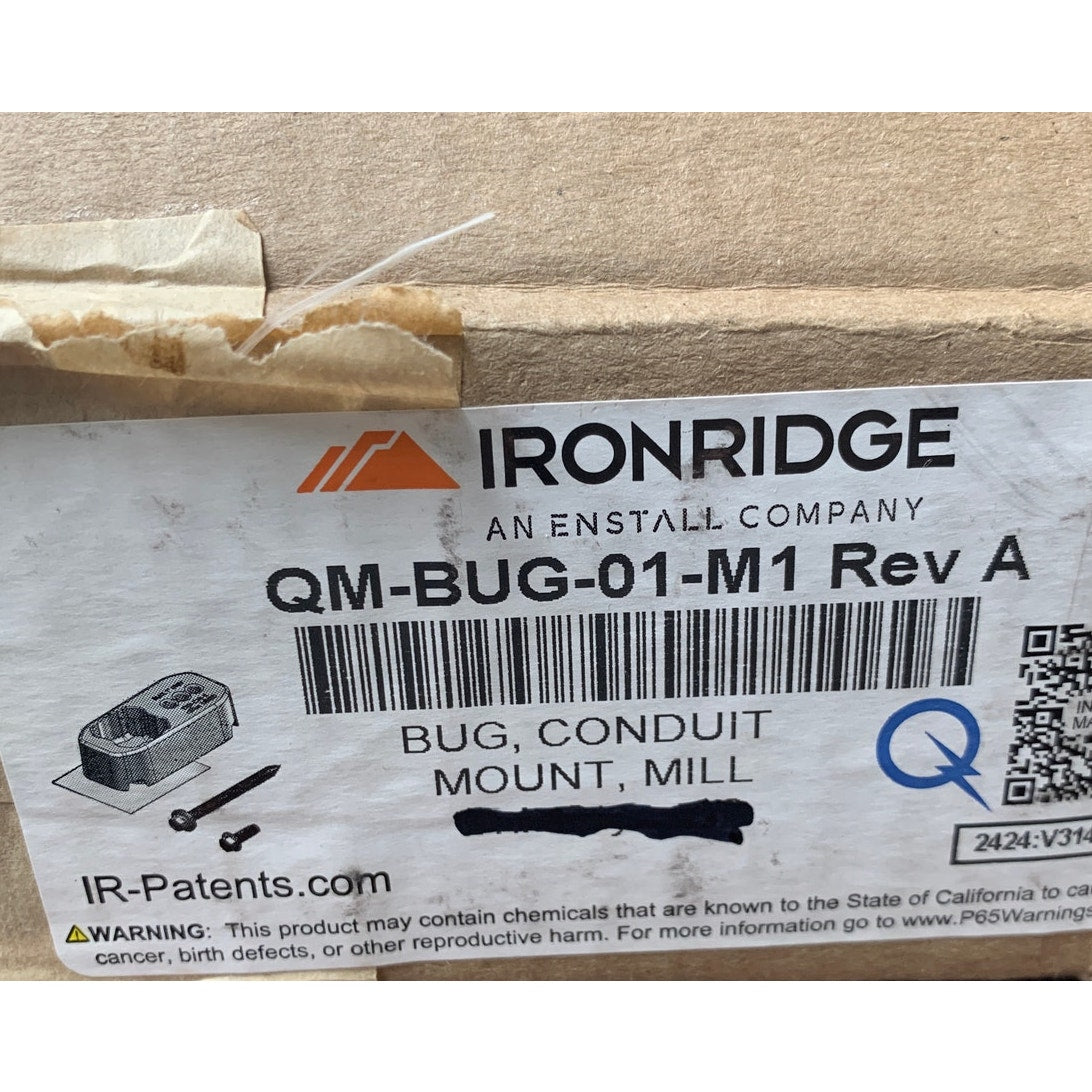 IRONRIDGE
AN ENSTALL COMPANY
QM-BUG-01-M1 Rev A
BUG, CONDUIT
MOUNT, MILL
2424:V314
IR-Patents.com
WARNING: This product may contain chemicals that are known to the State of California to
cancer, birth defects, or other reproductive harm. For more information go to www.P65Warnings